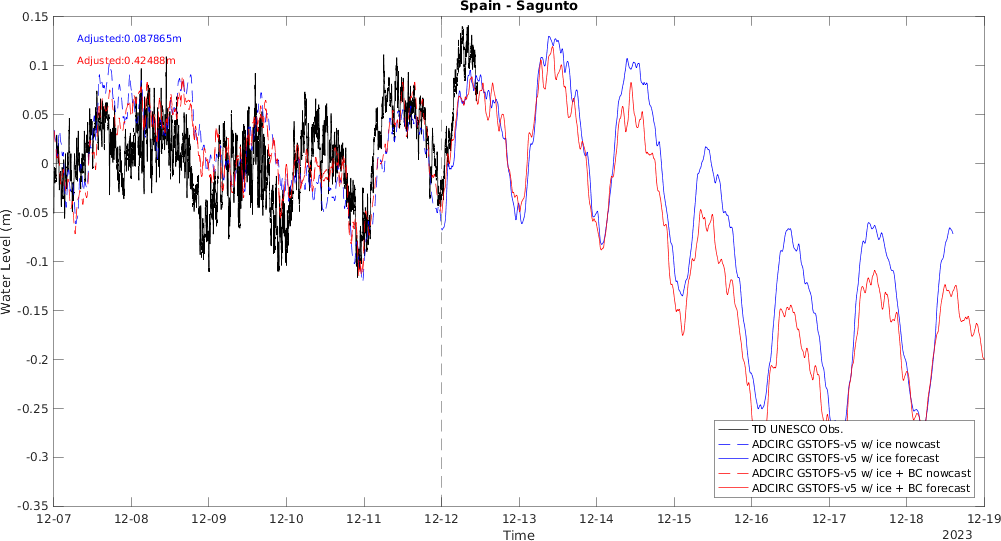 Spain - Sagunto
0.15
Adjusted:0.087865m
Adjusted:0.42488m
0.1
0.05
0
-0.05
-0.1
-0.15
-0.2
-0.25
-0.3
-0.35
Water Level (m)
TD UNESCO Obs.
ADCIRC GSTOFS-v5 w/ ice nowcast
ADCIRC GSTOFS-v5 w/ ice forecast
ADCIRC GSTOFS-v5 w/ ice + BC nowcast
ADCIRC GSTOFS-v5 w/ ice + BC forecast
12-07 12-08 12-09 12-10 12-11 12-12 12-13 12-14 12-15 12-16 12-17 12-18 12-19
Time
2023